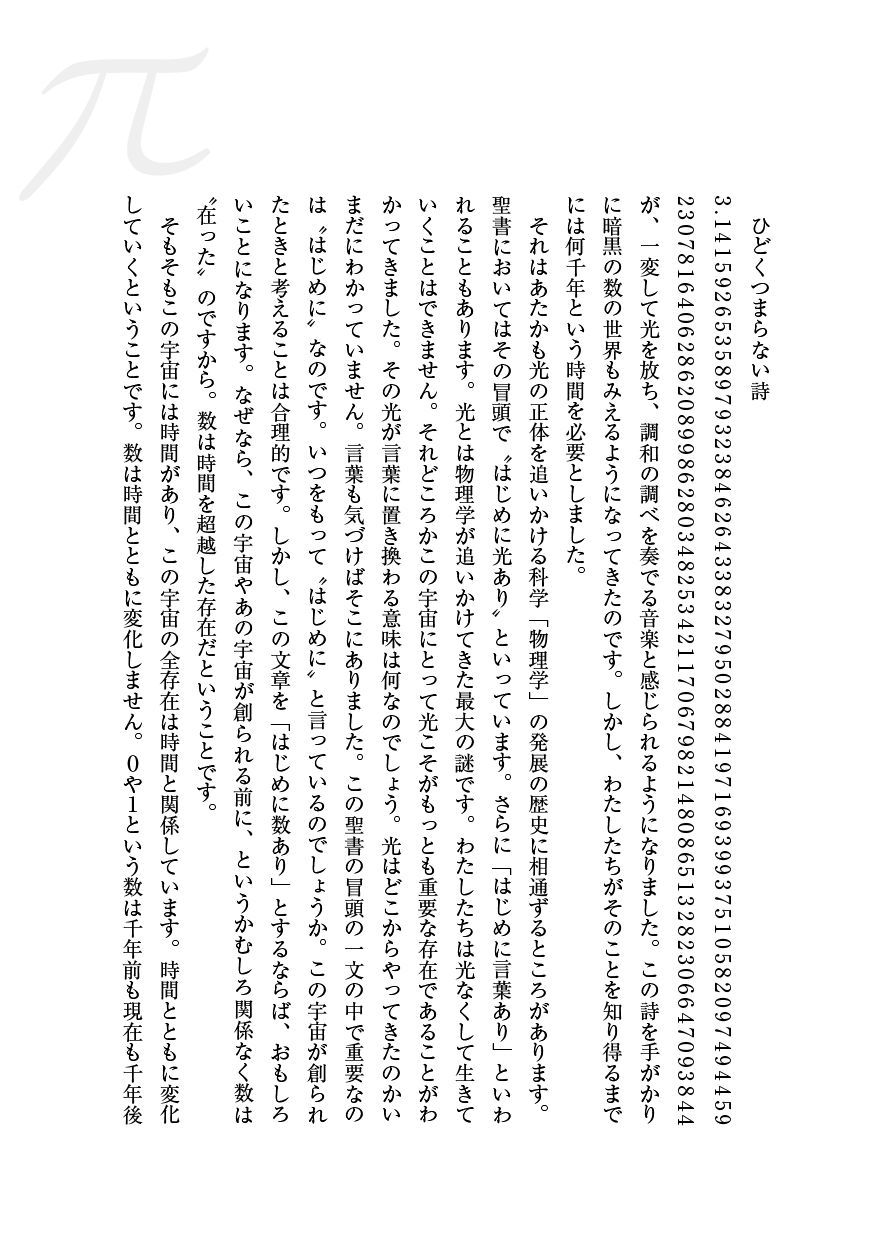 π
ひどくつまらない詩
3.14159265358979323846264338327950288419716939937510582097494459
2307816406286208998628034825342117067982148086513282306647093844
が、一変して光を放ち、調和の調べを奏でる音楽と感じられるようになりました。この詩を手がかり
に暗黒の数の世界もみえるようになってきたのです。しかし、わたしたちがそのことを知り得るまで
には何千年という時間を必要としました。
それはあたかも光の正体を追いかける科学「物理学」の発展の歴史に相通ずるところがあります。
聖書においてはその冒頭で〝はじめに光あり〟といっています。さらに「はじめに言葉あり」といわ
れることもあります。光とは物理学が追いかけてきた最大の謎です。わたしたちは光なくして生きて
いくことはできません。それどころかこの宇宙にとって光こそがもっとも重要な存在であることがわ
かってきました。その光が言葉に置き換わる意味は何なのでしょう。光はどこからやってきたのかい
まだにわかっていません。言葉も気づけばそこにありました。この聖書の冒頭の一文の中で重要なの
は〝はじめに〟なのです。いつをもって〝はじめに〟と言っているのでしょうか。この宇宙が創られ
たときと考えることは合理的です。しかし、この文章を「はじめに数あり」とするならば、おもしろ
いことになります。なぜなら、この宇宙やあの宇宙が創られる前に、というかむしろ関係なく数は
〝在った〟のですから。数は時間を超越した存在だということです。
そもそもこの宇宙には時間があり、この宇宙の全存在は時間と関係しています。時間とともに変化
していくということです。数は時間とともに変化しません。0や1という数は千年前も現在も千年後